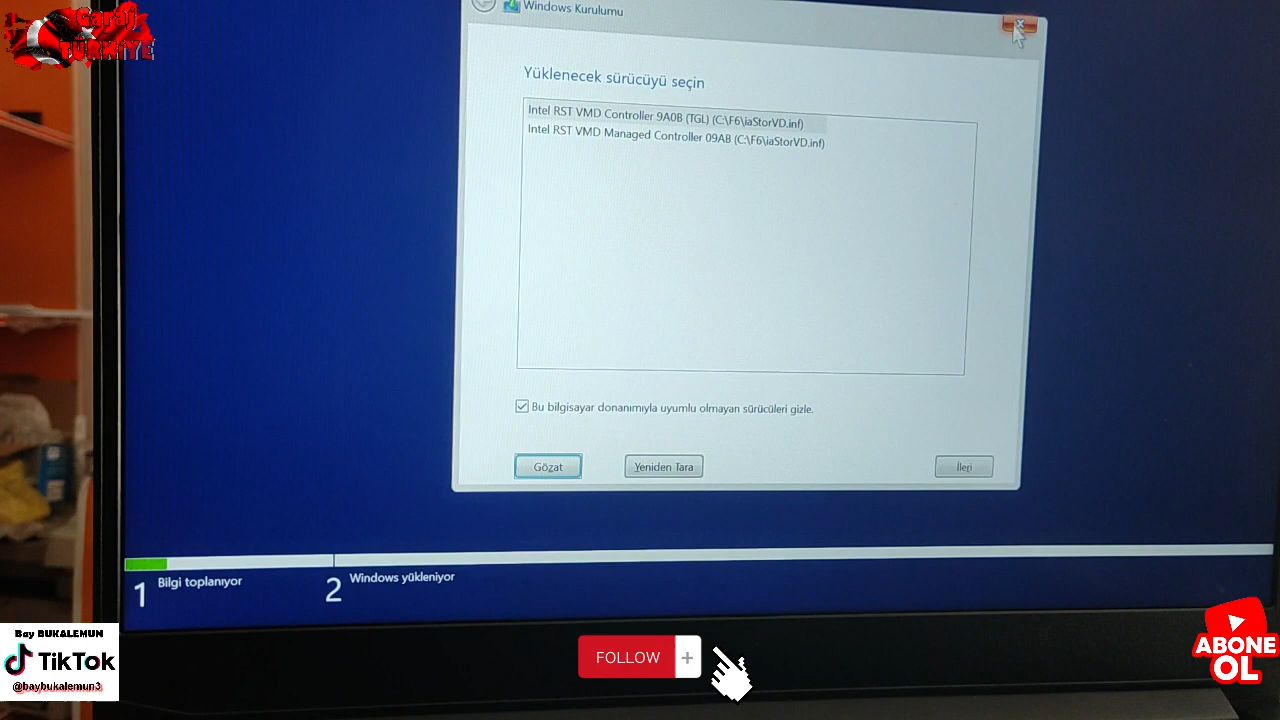 Garaj
TÜRKİYE
Windows Kurulumu
Yüklenecek sürücüyü seçin
Intel RST VMD Controller 9A0B (TGL) (C:\F6\iaStorVD.inf)
Intel RST VMD Managed Controller 09AB (C:\F6\iaStorVD.inf)
Bu bilgisayar donanımıyla uyumlu olmayan sürücüleri gizle.
Gözat
Yeniden Tara
İleri
1 Bilgi toplanıyor
2 Windows yükleniyor
Bay BUKALEMUN
TikTok
@baybukalemun3
FOLLOW +
ABONE
OL